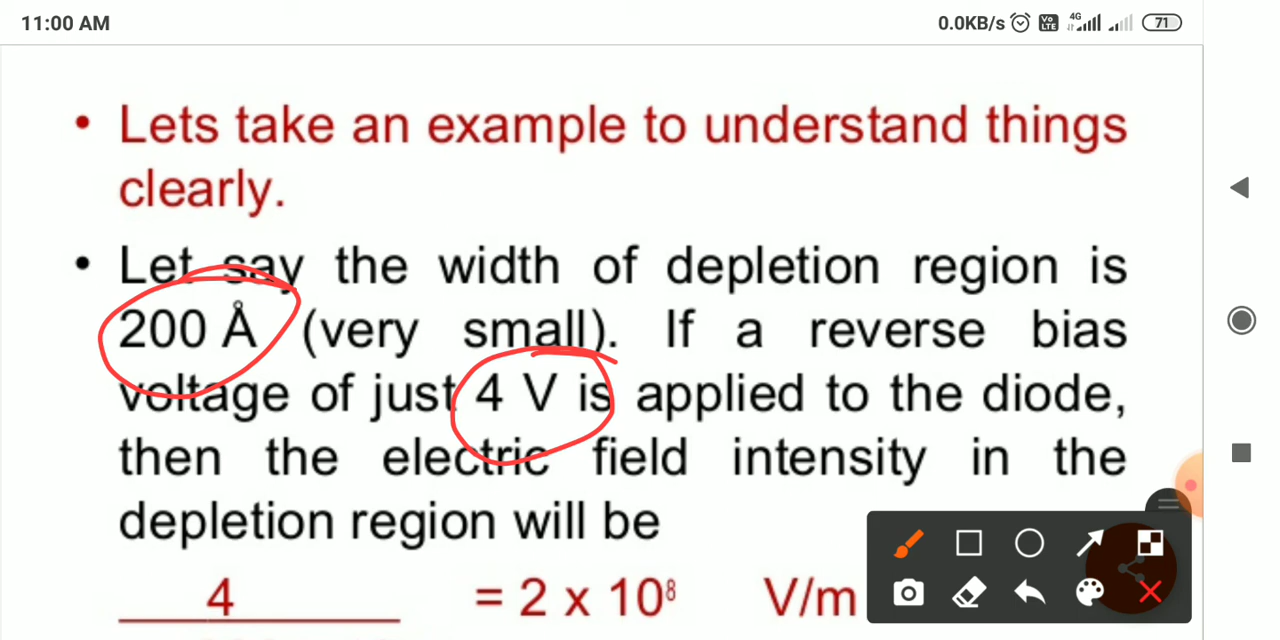 11:00 AM 0.0KB/s Vo LTE 4G 71
• Lets take an example to understand things
clearly.
• Let say the width of depletion region is
200 Å (very small). If a reverse bias
voltage of just 4 V is applied to the diode,
then the electric field intensity in the
depletion region will be
4 = 2 x 10⁸ V/m